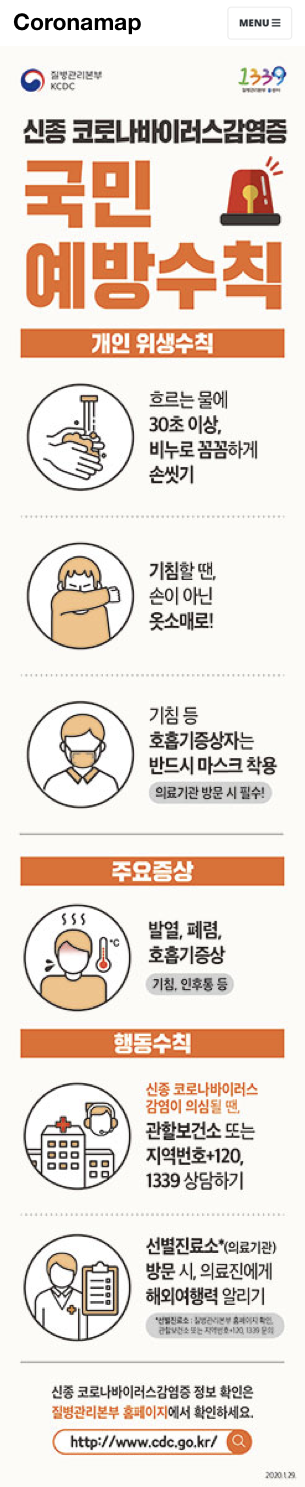 Coronamap
MENU
질병관리본부
KCDC
1339
질병관리본부 콜센터
신종 코로나바이러스감염증
국민
예방수칙
개인 위생수칙
흐르는 물에
30초 이상,
비누로 꼼꼼하게
손씻기
기침할 땐,
손이 아닌
옷소매로!
기침 등
호흡기증상자는
반드시 마스크 착용
의료기관 방문 시 필수!
주요증상
°C
발열, 폐렴,
호흡기증상
기침, 인후통 등
행동수칙
신종 코로나바이러스
감염이 의심될 땐,
관할보건소 또는
지역번호+120,
1339 상담하기
선별진료소*(의료기관)
방문 시, 의료진에게
해외여행력 알리기
*선별진료소 : 질병관리본부 홈페이지 확인,
관할보건소 또는 지역번호+120, 1339 문의
신종 코로나바이러스감염증 정보 확인은
질병관리본부 홈페이지에서 확인하세요.
http://www.cdc.go.kr/
2020.1.29.